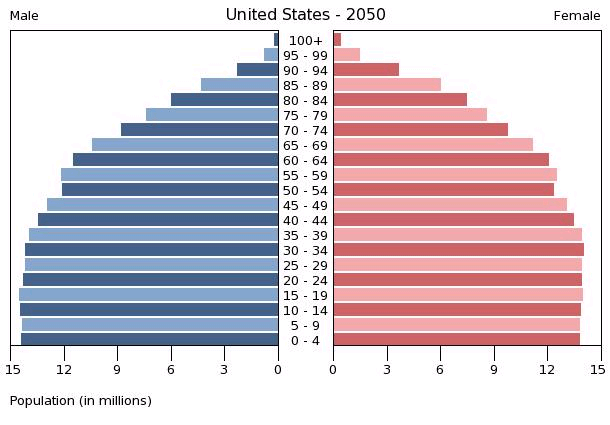 Male United States - 2050 Female
100+
95 - 99
90 - 94
85 - 89
80 - 84
75 - 79
70 - 74
65 - 69
60 - 64
55 - 59
50 - 54
45 - 49
40 - 44
35 - 39
30 - 34
25 - 29
20 - 24
15 - 19
10 - 14
5 - 9
0 - 4
15 12 9 6 3 0 0 3 6 9 12 15
Population (in millions)